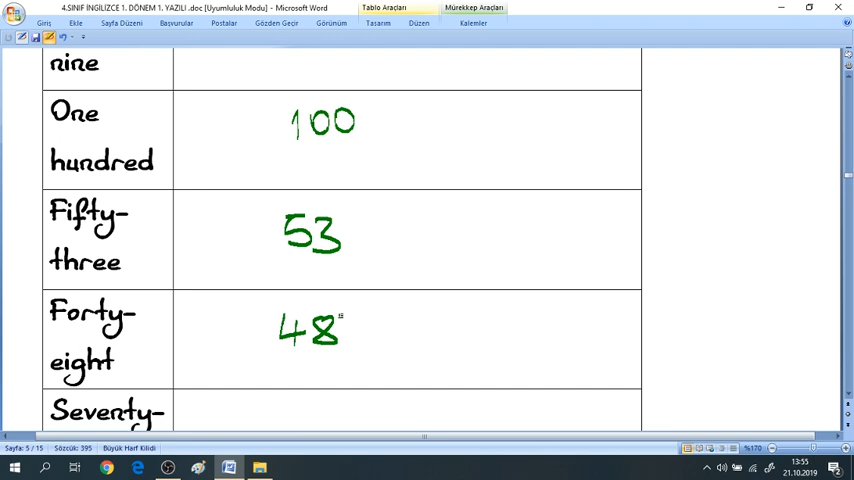 4.SINIF İNGİLİZCE 1. DÖNEM 1. YAZILI .doc [Uyumluluk Modu] - Microsoft Word
Tablo Araçları
Mürekkep Araçları
Giriş
Ekle
Sayfa Düzeni
Başvurular
Postalar
Gözden Geçir
Görünüm
Tasarım
Düzen
Kalemler
nine
One
hundred
100
Fifty-
three
53
Forty-
eight
48
Seventy-
Sayfa: 5 / 15
Sözcük: 395
Büyük Harf Kilidi
%170
13:55
21.10.2019
2